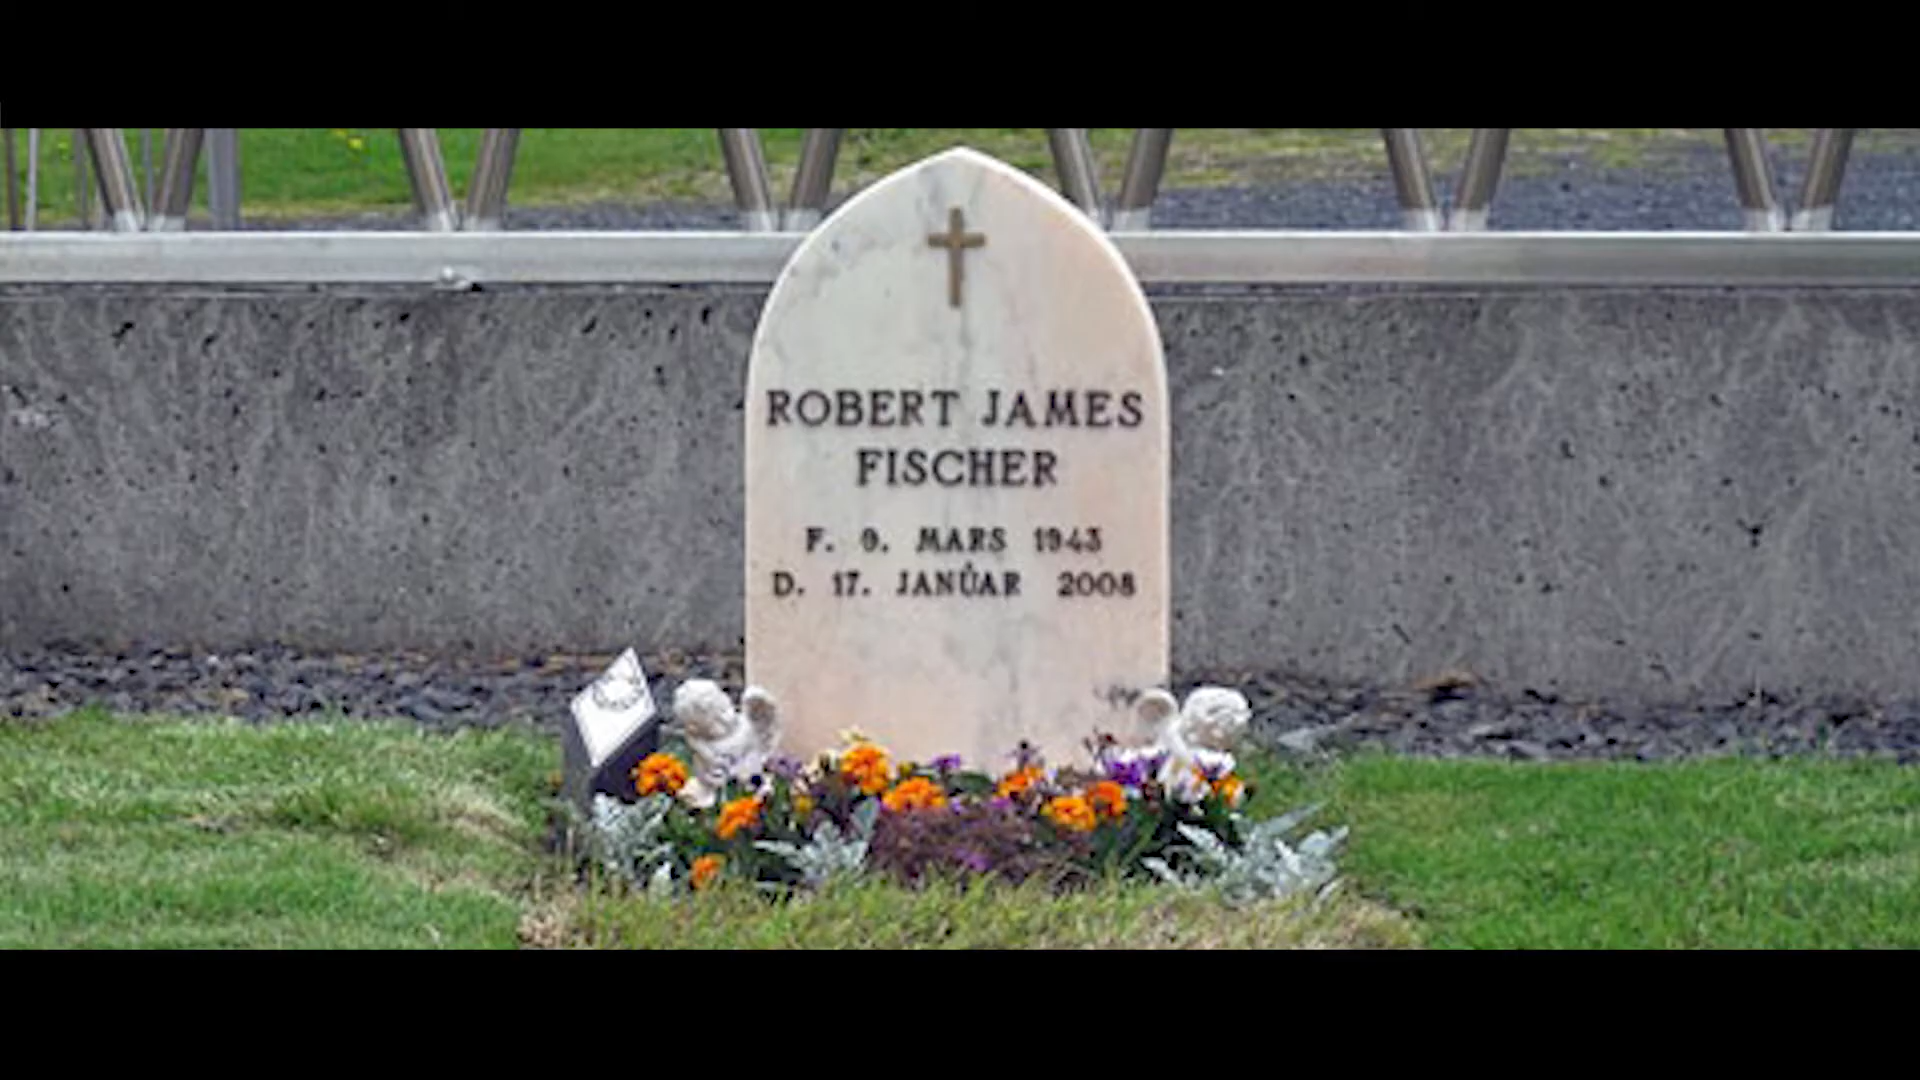 ROBERT JAMES
FISCHER
F. 9. MARS 1943
D. 17. JANÚAR 2008